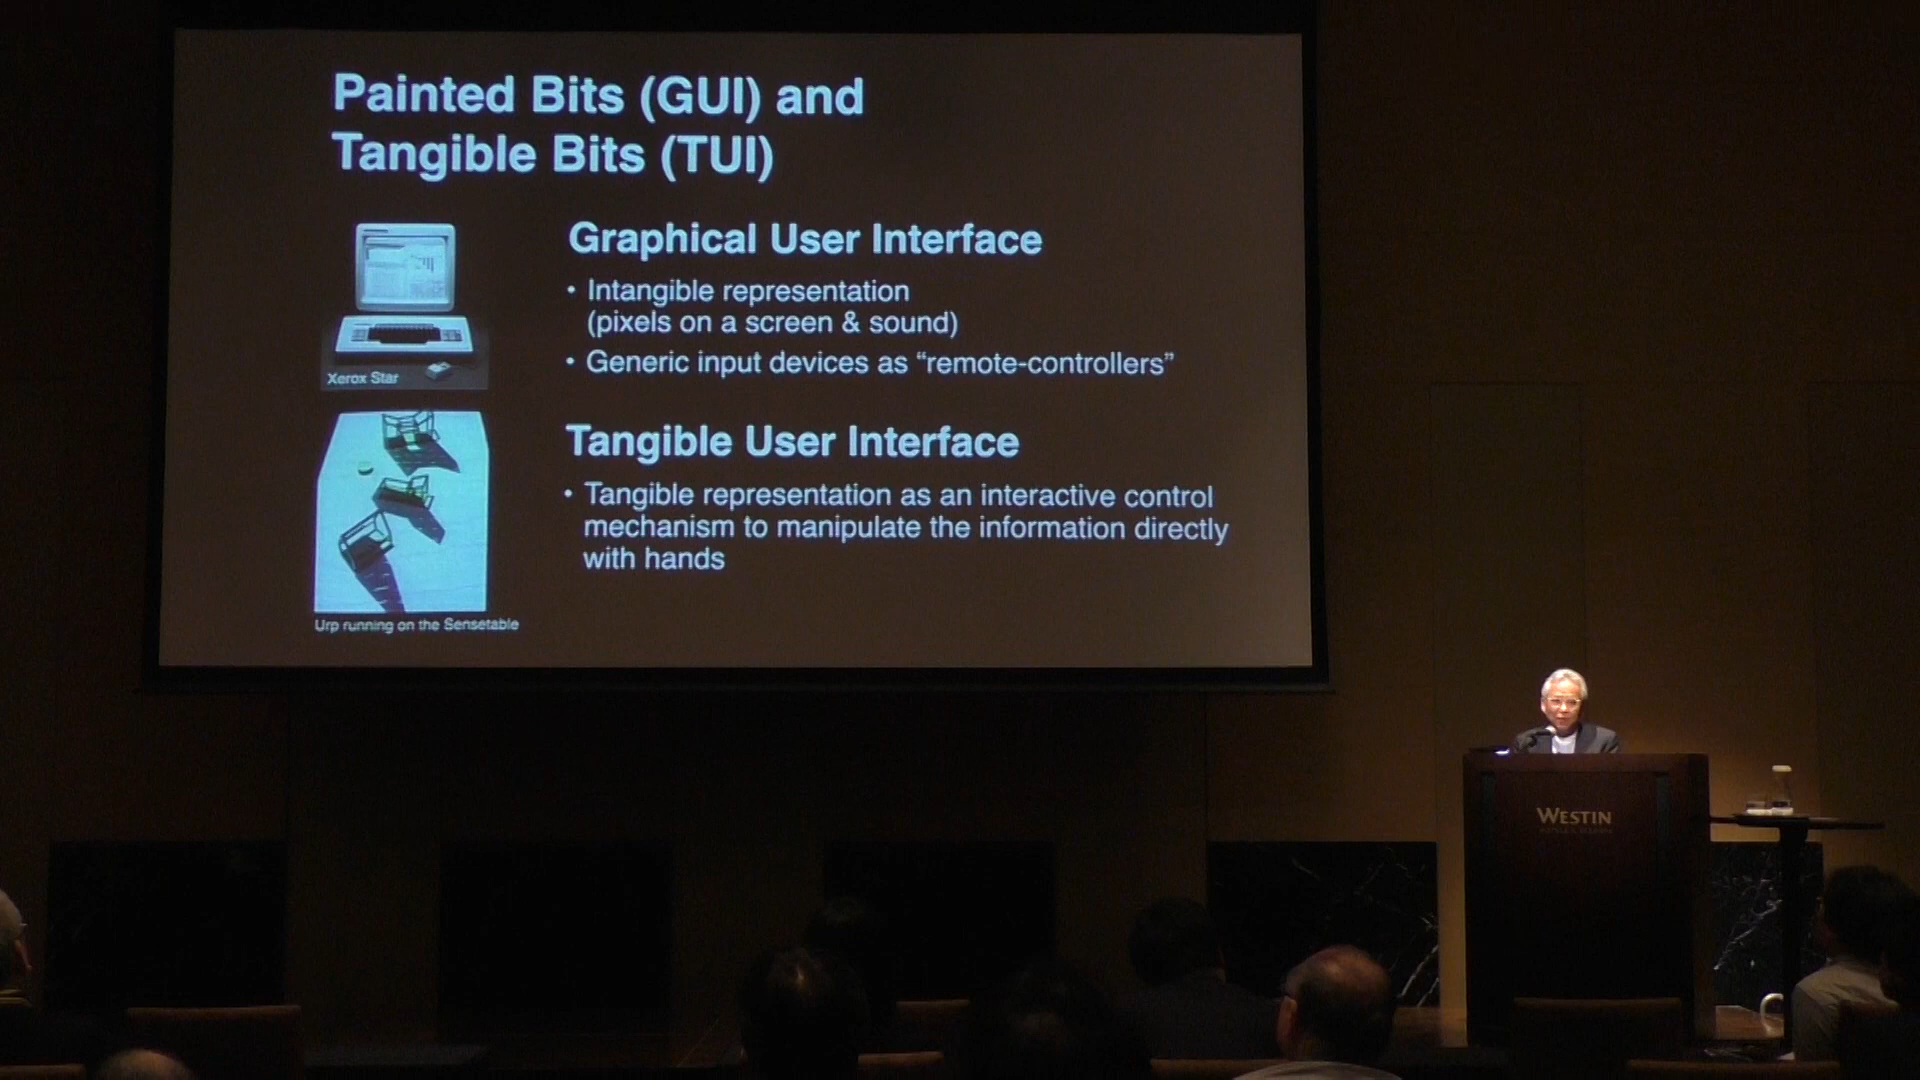 Painted Bits (GUI) and
Tangible Bits (TUI)
Graphical User Interface
• Intangible representation
(pixels on a screen & sound)
• Generic input devices as “remote-controllers”
Xerox Star
Tangible User Interface
• Tangible representation as an interactive control
mechanism to manipulate the information directly
with hands
Urp running on the Sensetable
WESTIN